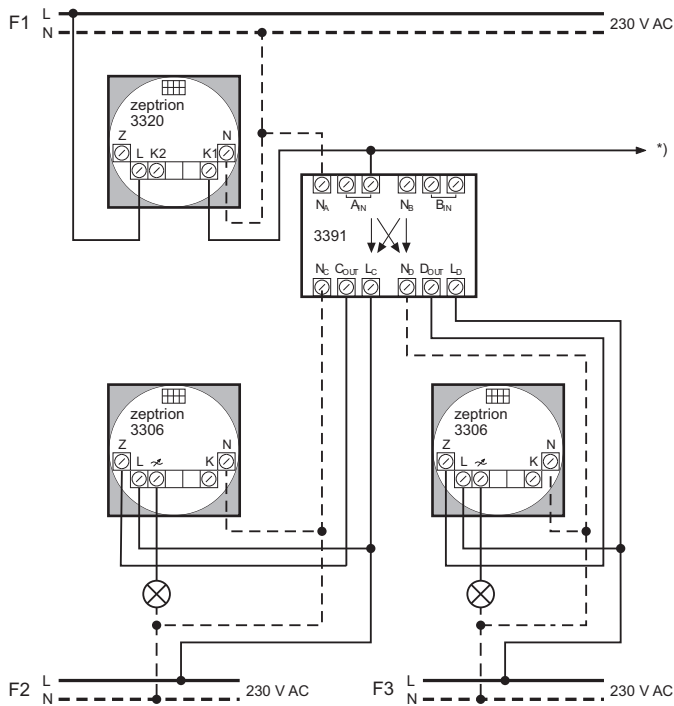 F1
L
N
230 V AC
zeptrion
3320
Z
L K2 K1
N
*)
NA AIN NB BIN
3391
NC COUT LC ND DOUT LD
zeptrion
3306
Z
L K
N
zeptrion
3306
Z
L K
N
F2
L
N
230 V AC
F3
L
N
230 V AC